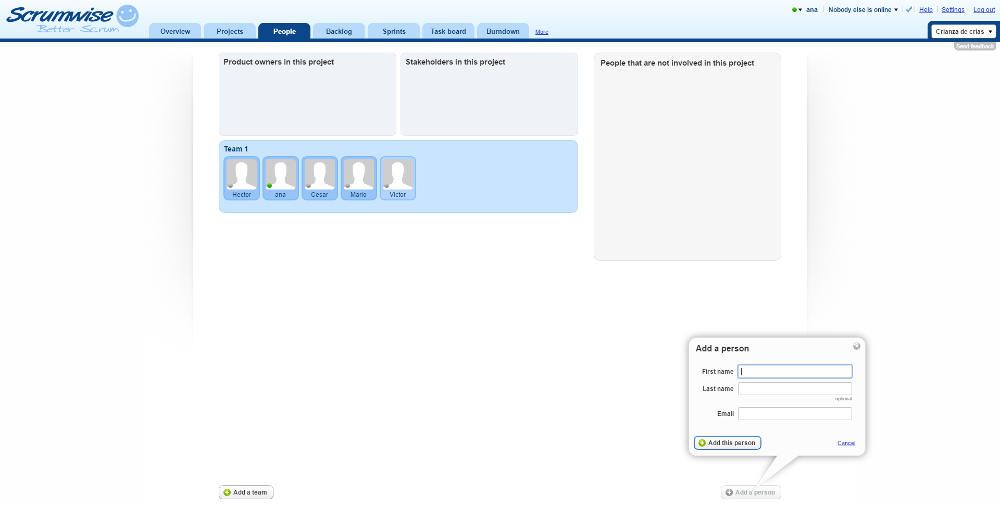 Scrumwise
Better Scrum
ana
Nobody else is online
Help
Settings
Log out
Overview
Projects
People
Backlog
Sprints
Task board
Burndown
More
Crianza de crías
Send feedback
Product owners in this project
Stakeholders in this project
People that are not involved in this project
Team 1
Hector
ana
Cesar
Mario
Victor
Add a person
First name
Last name
optional
Email
Add this person
Cancel
Add a team
Add a person